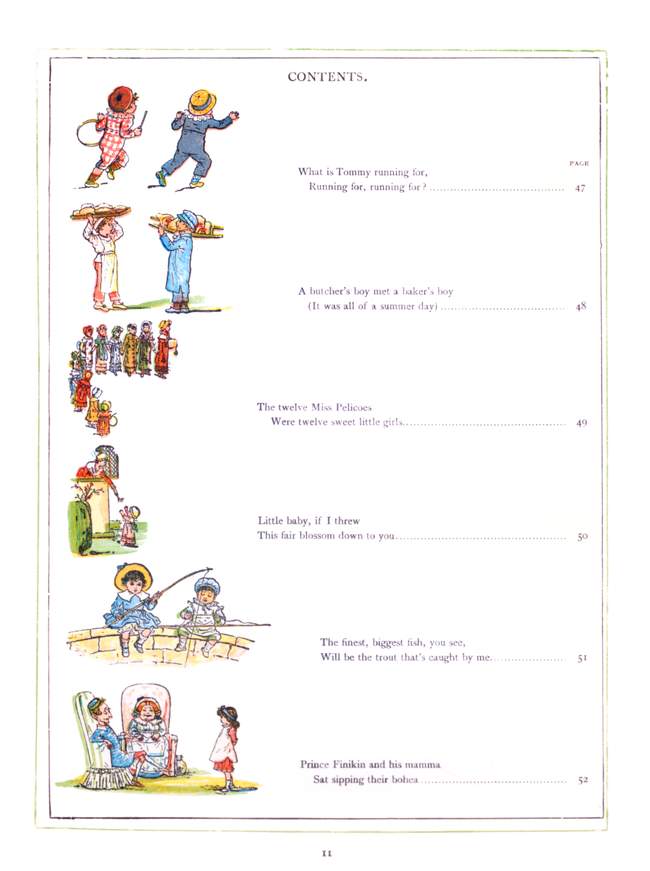 CONTENTS.
PAGE
What is Tommy running for,
Running for, running for? ................................. 47
A butcher's boy met a baker's boy
(It was all of a summer day) .............................. 48
The twelve Miss Pelicoes
Were twelve sweet little girls........................................ 49
Little baby, if I threw
This fair blossom down to you......................................... 50
The finest, biggest fish, you see,
Will be the trout that's caught by me.................. 51
Prince Finikin and his mamma
Sat sipping their bohea ................................... 52
11